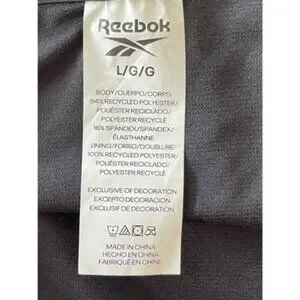 Reebok
L/G/G
BODY/CUERPO/CORPS:
84% RECYCLED POLYESTER/
POLIÉSTER RECICLADO/
POLYESTER RECYCLÉ
16% SPANDEX/SPANDEX/
ÉLASTHANNE
LINING/FORRO/DOUBLURE:
100% RECYCLED POLYESTER/
POLIÉSTER RECICLADO/
POLYESTER RECYCLÉ
EXCLUSIVE OF DECORATION
EXCEPTO DECORACIÓN
EXCLUSIF DE DÉCORATION
MADE IN CHINA
HECHO EN CHINA
FABRIQUÉ EN CHINE